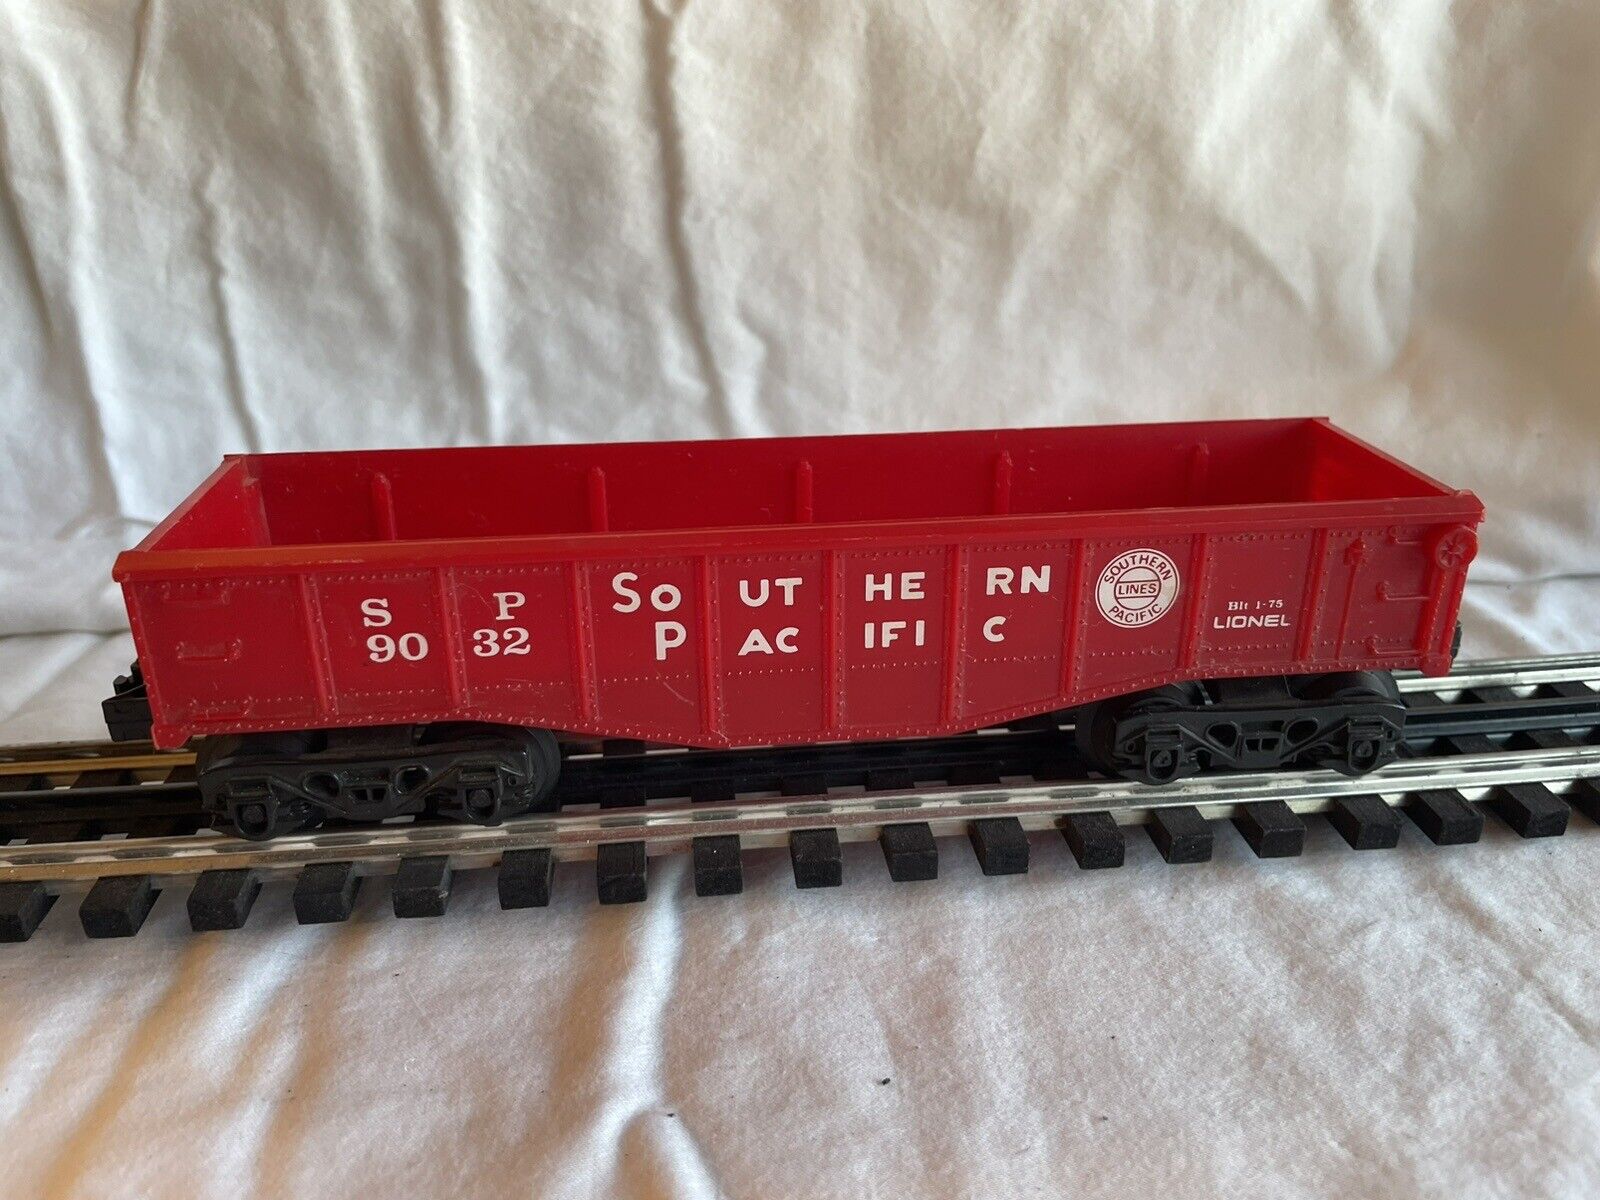 S P
90 32
So UT HE RN
P AC IFI C
SOUTHERN
LINES
PACIFIC
Blt 1-75
LIONEL